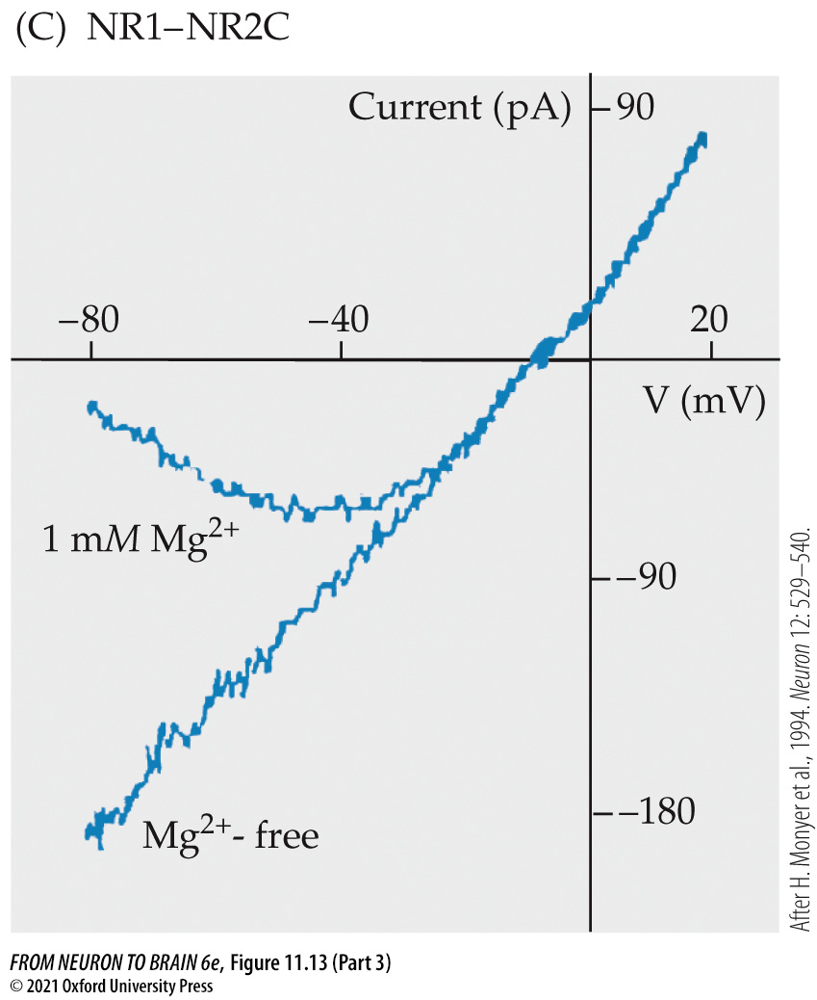 (C) NR1–NR2C
Current (pA)
90
−80
−40
20
V (mV)
1 mM Mg2+
−90
−180
Mg2+- free
After H. Monyer et al., 1994. Neuron 12: 529–540.
FROM NEURON TO BRAIN 6e, Figure 11.13 (Part 3)
© 2021 Oxford University Press